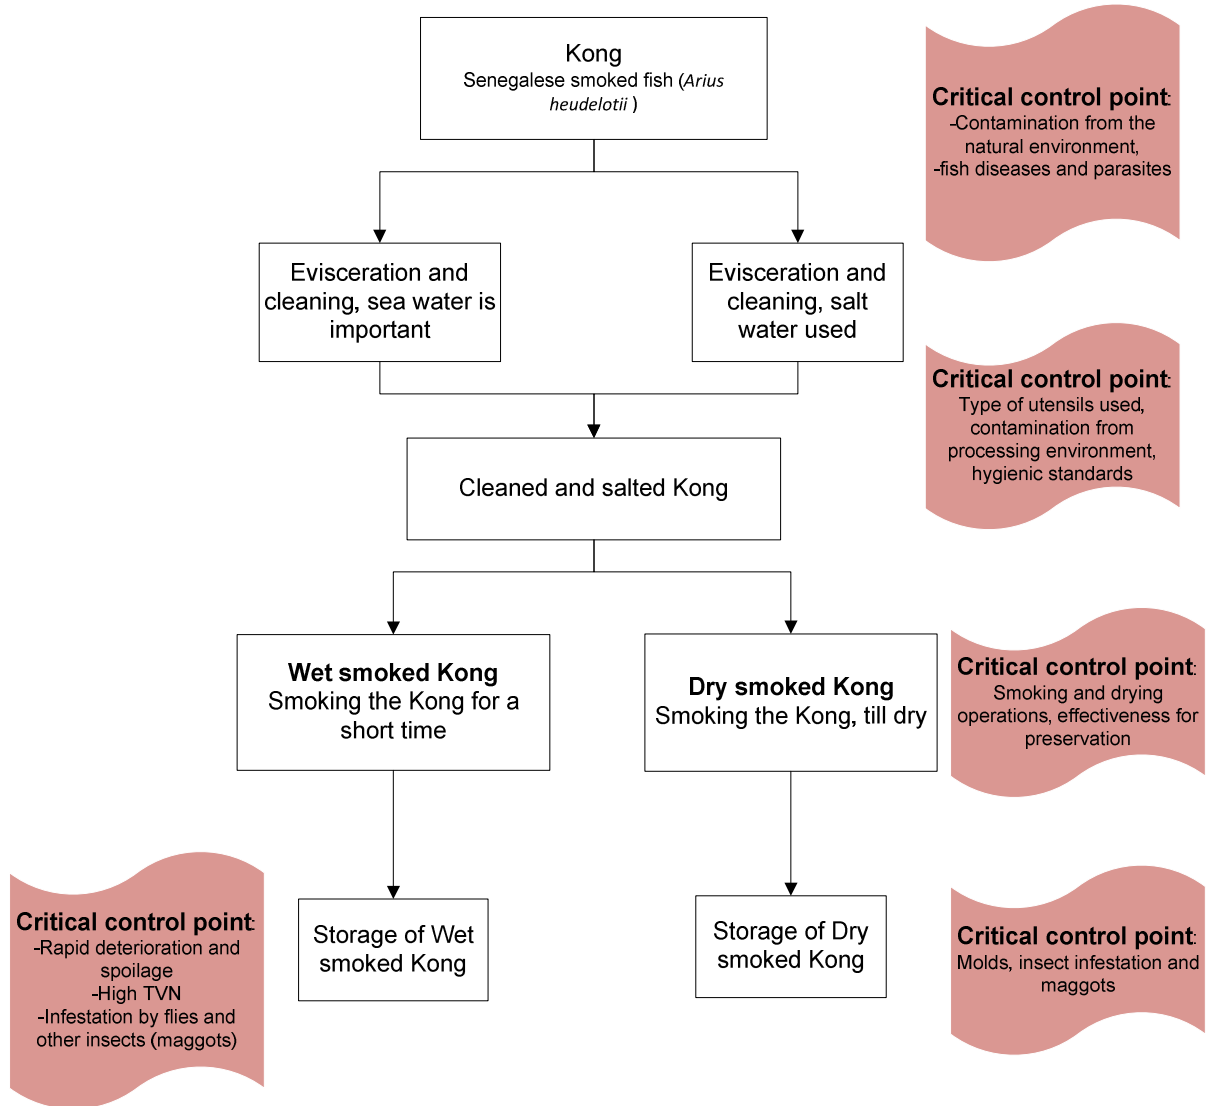 Kong
Senegalese smoked fish (Arius
heudelotii )
Critical control point:
-Contamination from the
natural environment,
-fish diseases and parasites
Evisceration and
cleaning, sea water is
important
Evisceration and
cleaning, salt
water used
Critical control point:
Type of utensils used,
contamination from
processing environment,
hygienic standards
Cleaned and salted Kong
Wet smoked Kong
Smoking the Kong for a
short time
Dry smoked Kong
Smoking the Kong, till dry
Critical control point:
Smoking and drying
operations, effectiveness for
preservation
Critical control point:
-Rapid deterioration and
spoilage
-High TVN
-Infestation by flies and
other insects (maggots)
Storage of Wet
smoked Kong
Storage of Dry
smoked Kong
Critical control point:
Molds, insect infestation and
maggots